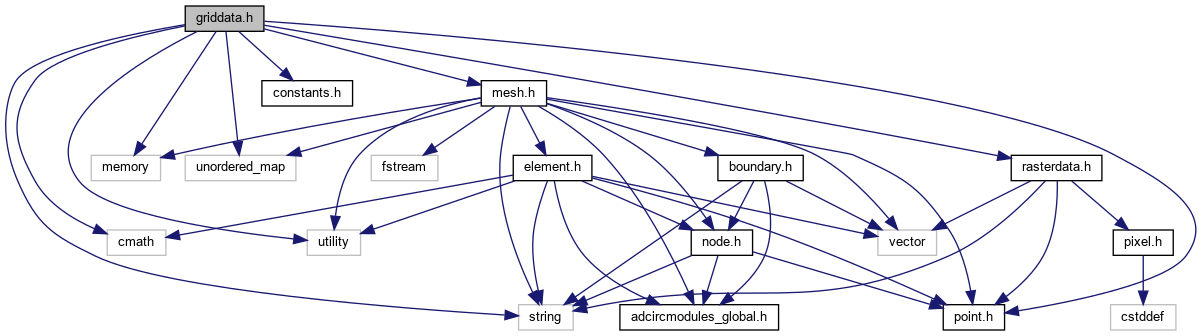 griddata.h
constants.h
mesh.h
memory
unordered_map
fstream
element.h
boundary.h
rasterdata.h
cmath
utility
node.h
vector
pixel.h
string
adcircmodules_global.h
point.h
cstddef